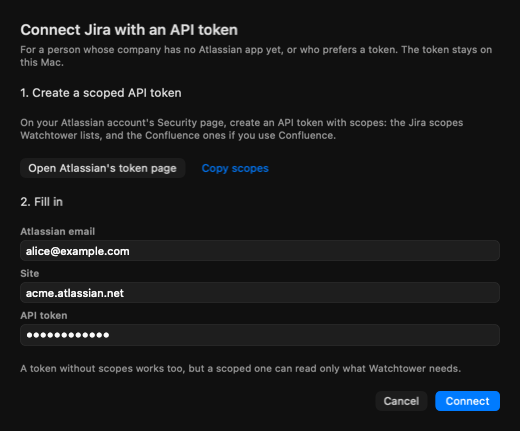 Connect Jira with an API token
For a person whose company has no Atlassian app yet, or who prefers a token. The token stays on
this Mac.
1. Create a scoped API token
On your Atlassian account's Security page, create an API token with scopes: the Jira scopes
Watchtower lists, and the Confluence ones if you use Confluence.
Open Atlassian's token page
Copy scopes
2. Fill in
Atlassian email
alice@example.com
Site
acme.atlassian.net
API token
●●●●●●●●●●●●
A token without scopes works too, but a scoped one can read only what Watchtower needs.
Cancel
Connect